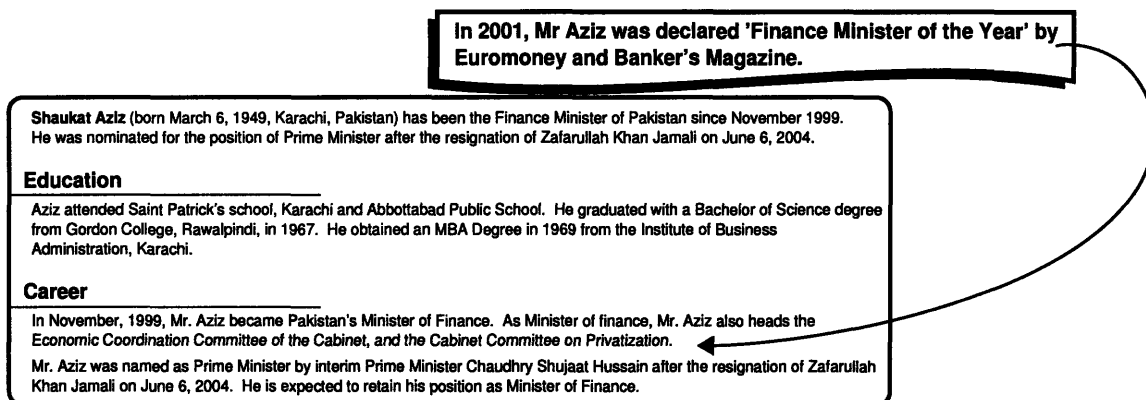 In 2001, Mr Aziz was declared 'Finance Minister of the Year' by
Euromoney and Banker's Magazine.
Shaukat Aziz (born March 6, 1949, Karachi, Pakistan) has been the Finance Minister of Pakistan since November 1999.
He was nominated for the position of Prime Minister after the resignation of Zafarullah Khan Jamali on June 6, 2004.
Education
Aziz attended Saint Patrick's school, Karachi and Abbottabad Public School. He graduated with a Bachelor of Science degree
from Gordon College, Rawalpindi, in 1967. He obtained an MBA Degree in 1969 from the Institute of Business
Administration, Karachi.
Career
In November, 1999, Mr. Aziz became Pakistan's Minister of Finance. As Minister of finance, Mr. Aziz also heads the
Economic Coordination Committee of the Cabinet, and the Cabinet Committee on Privatization.
Mr. Aziz was named as Prime Minister by interim Prime Minister Chaudhry Shujaat Hussain after the resignation of Zafarullah
Khan Jamali on June 6, 2004. He is expected to retain his position as Minister of Finance.